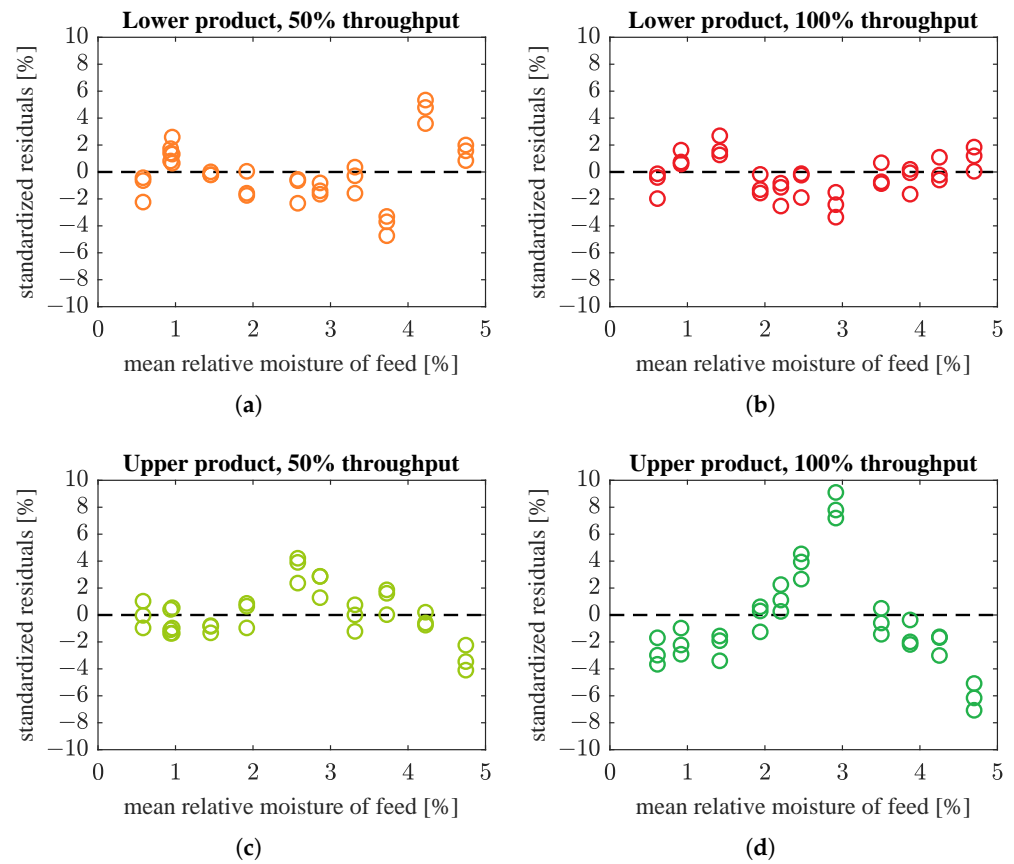 Lower product, 50% throughput
standardized residuals [%]
10
8
6
4
2
0
−2
−4
−6
−8
−10
0 1 2 3 4 5
mean relative moisture of feed [%]
(a)
Lower product, 100% throughput
standardized residuals [%]
10
8
6
4
2
0
−2
−4
−6
−8
−10
0 1 2 3 4 5
mean relative moisture of feed [%]
(b)
Upper product, 50% throughput
standardized residuals [%]
10
8
6
4
2
0
−2
−4
−6
−8
−10
0 1 2 3 4 5
mean relative moisture of feed [%]
(c)
Upper product, 100% throughput
standardized residuals [%]
10
8
6
4
2
0
−2
−4
−6
−8
−10
0 1 2 3 4 5
mean relative moisture of feed [%]
(d)